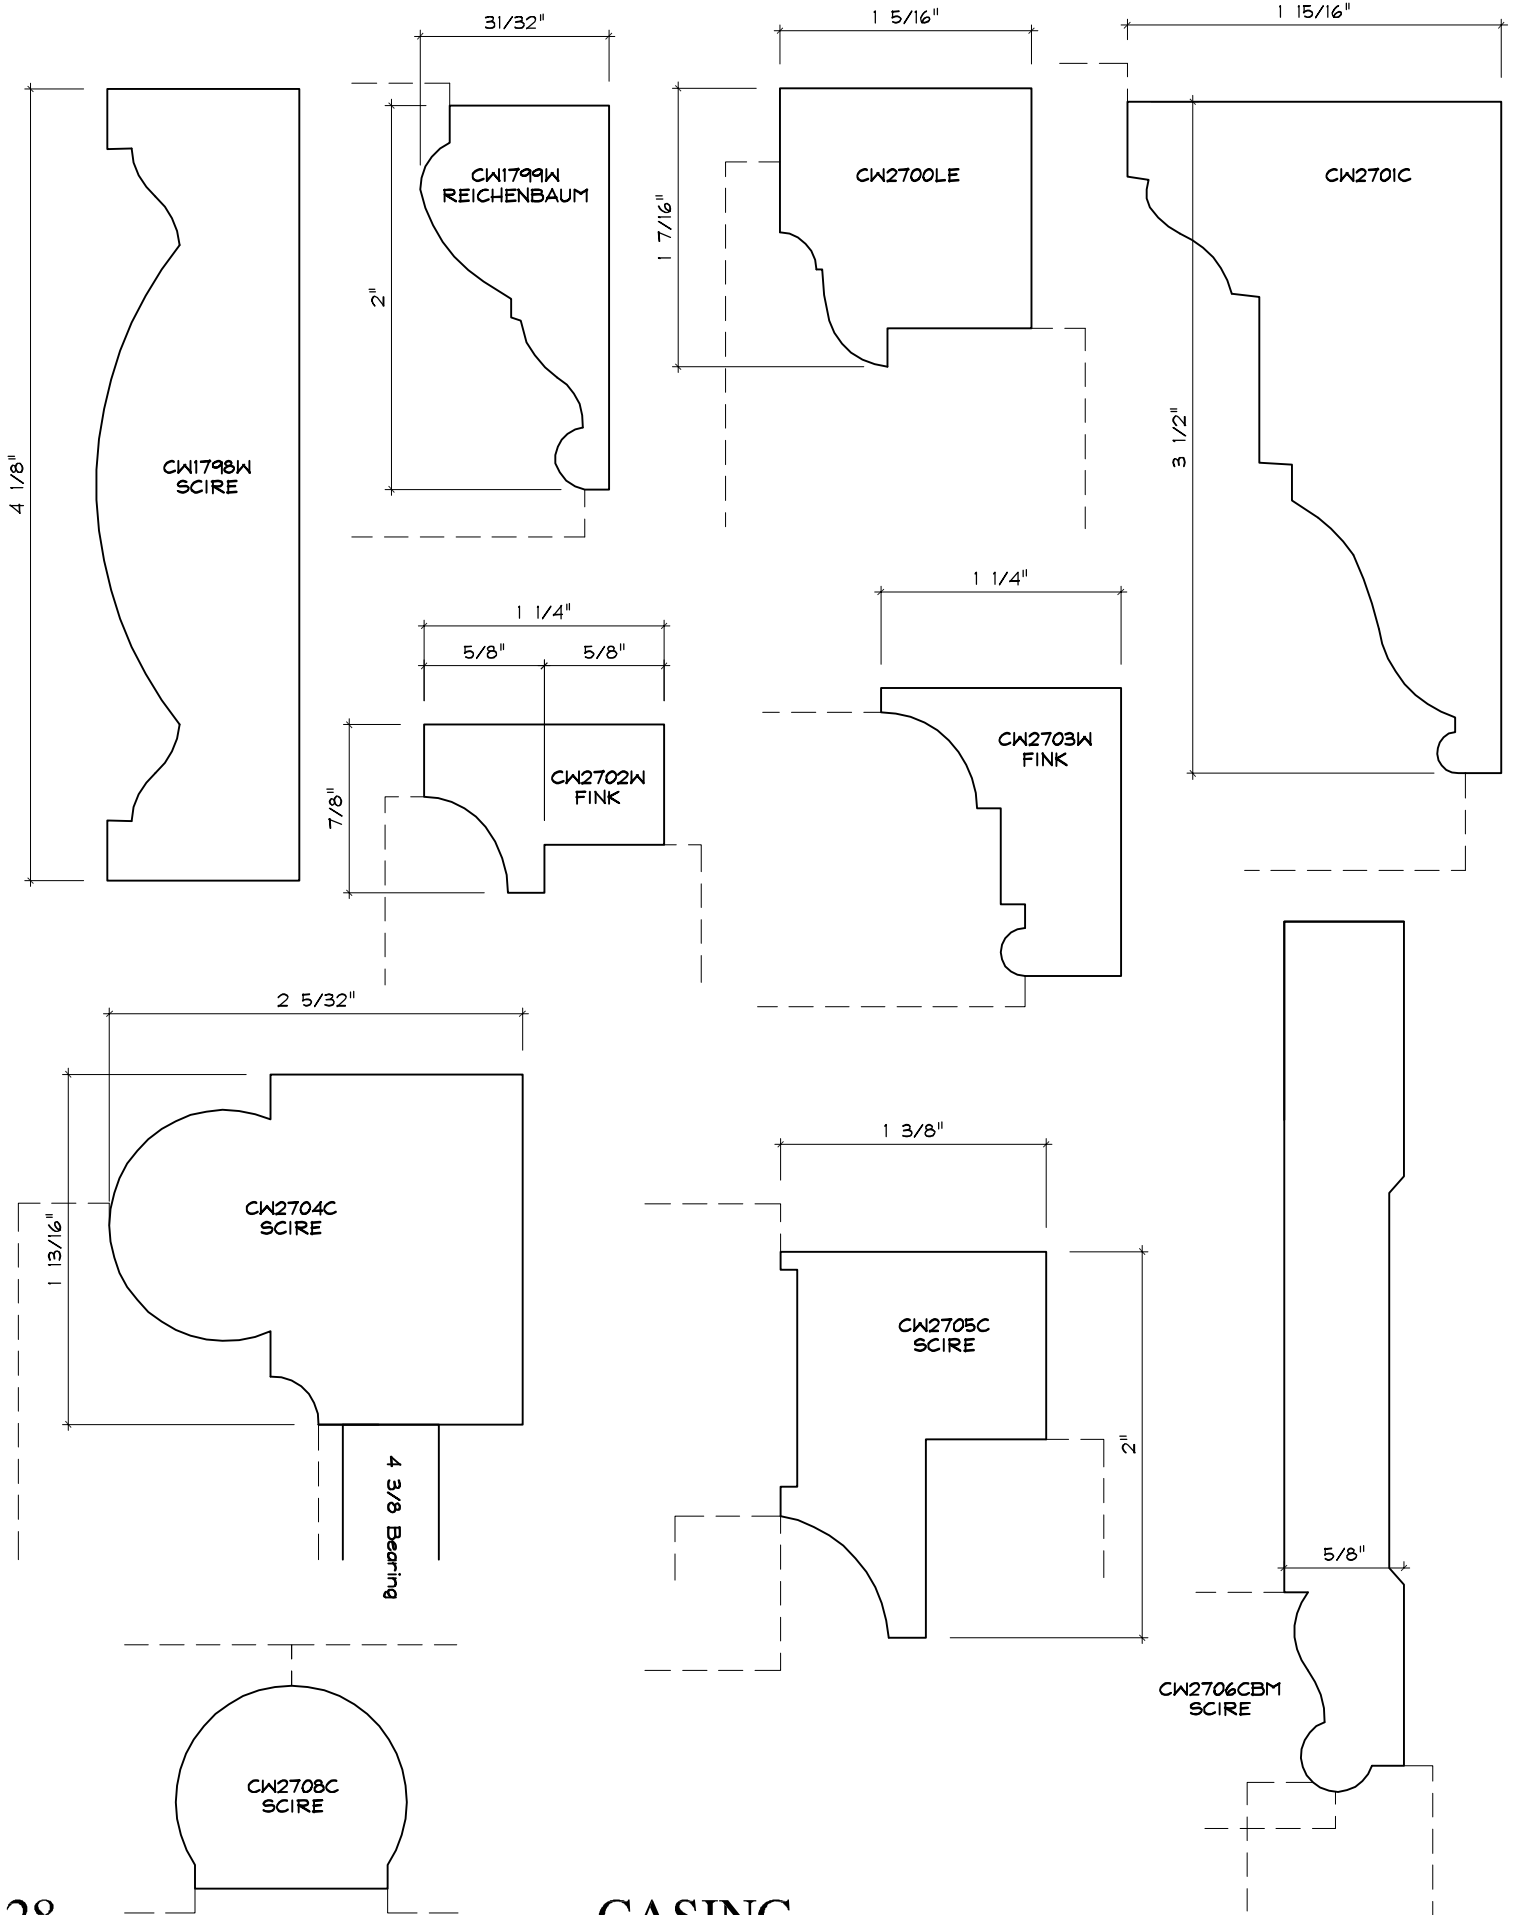 31/32"
1 5/16"
1 15/16"
CW1799W
REICHENBAUM
CW2700LE
CW2701C
1 7/16"
2"
3 1/2"
4 1/8"
CW1798W
SCIRE
1 1/4"
1 1/4"
5/8"
5/8"
CW2703W
FINK
CW2702W
FINK
7/8"
2 5/32"
1 3/8"
CW2704C
SCIRE
1 13/16"
CW2705C
SCIRE
2"
4 3/8 Bearing
5/8"
CW2706CBM
SCIRE
CW2708C
SCIRE
28
CASING